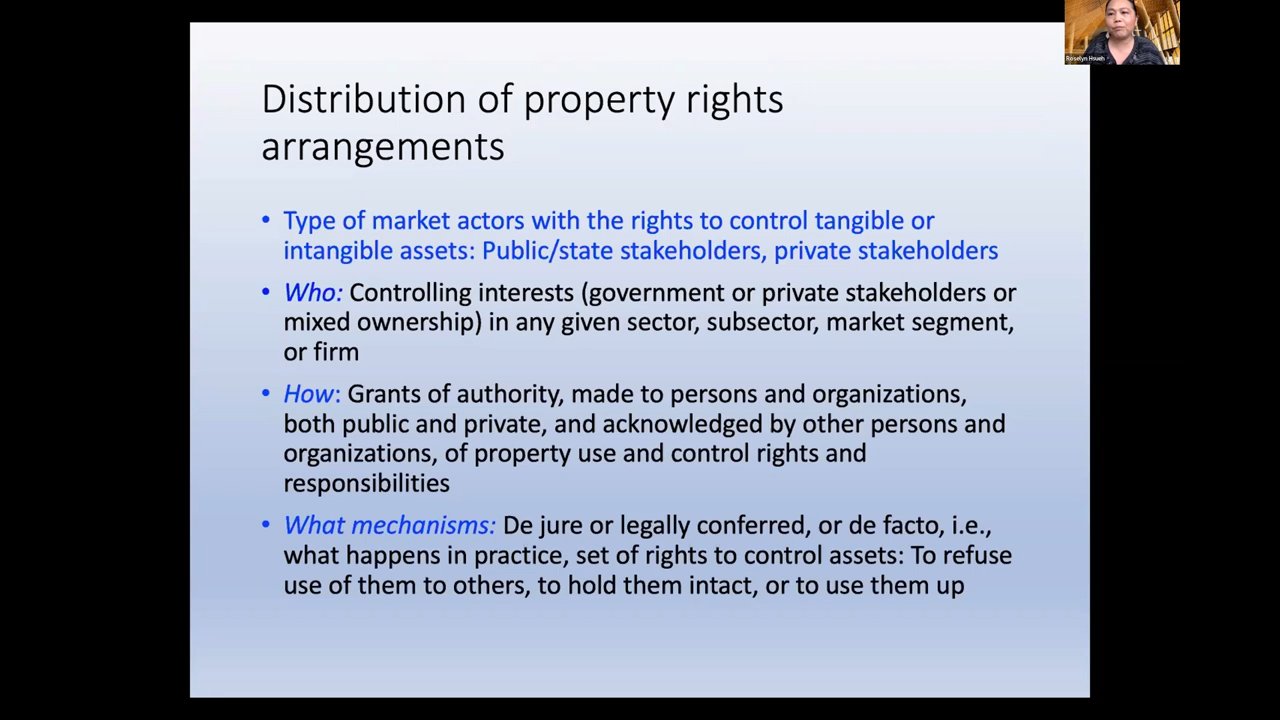 Roselyn Hsueh
Distribution of property rights
arrangements
• Type of market actors with the rights to control tangible or
intangible assets: Public/state stakeholders, private stakeholders
• Who: Controlling interests (government or private stakeholders or
mixed ownership) in any given sector, subsector, market segment,
or firm
• How: Grants of authority, made to persons and organizations,
both public and private, and acknowledged by other persons and
organizations, of property use and control rights and
responsibilities
• What mechanisms: De jure or legally conferred, or de facto, i.e.,
what happens in practice, set of rights to control assets: To refuse
use of them to others, to hold them intact, or to use them up